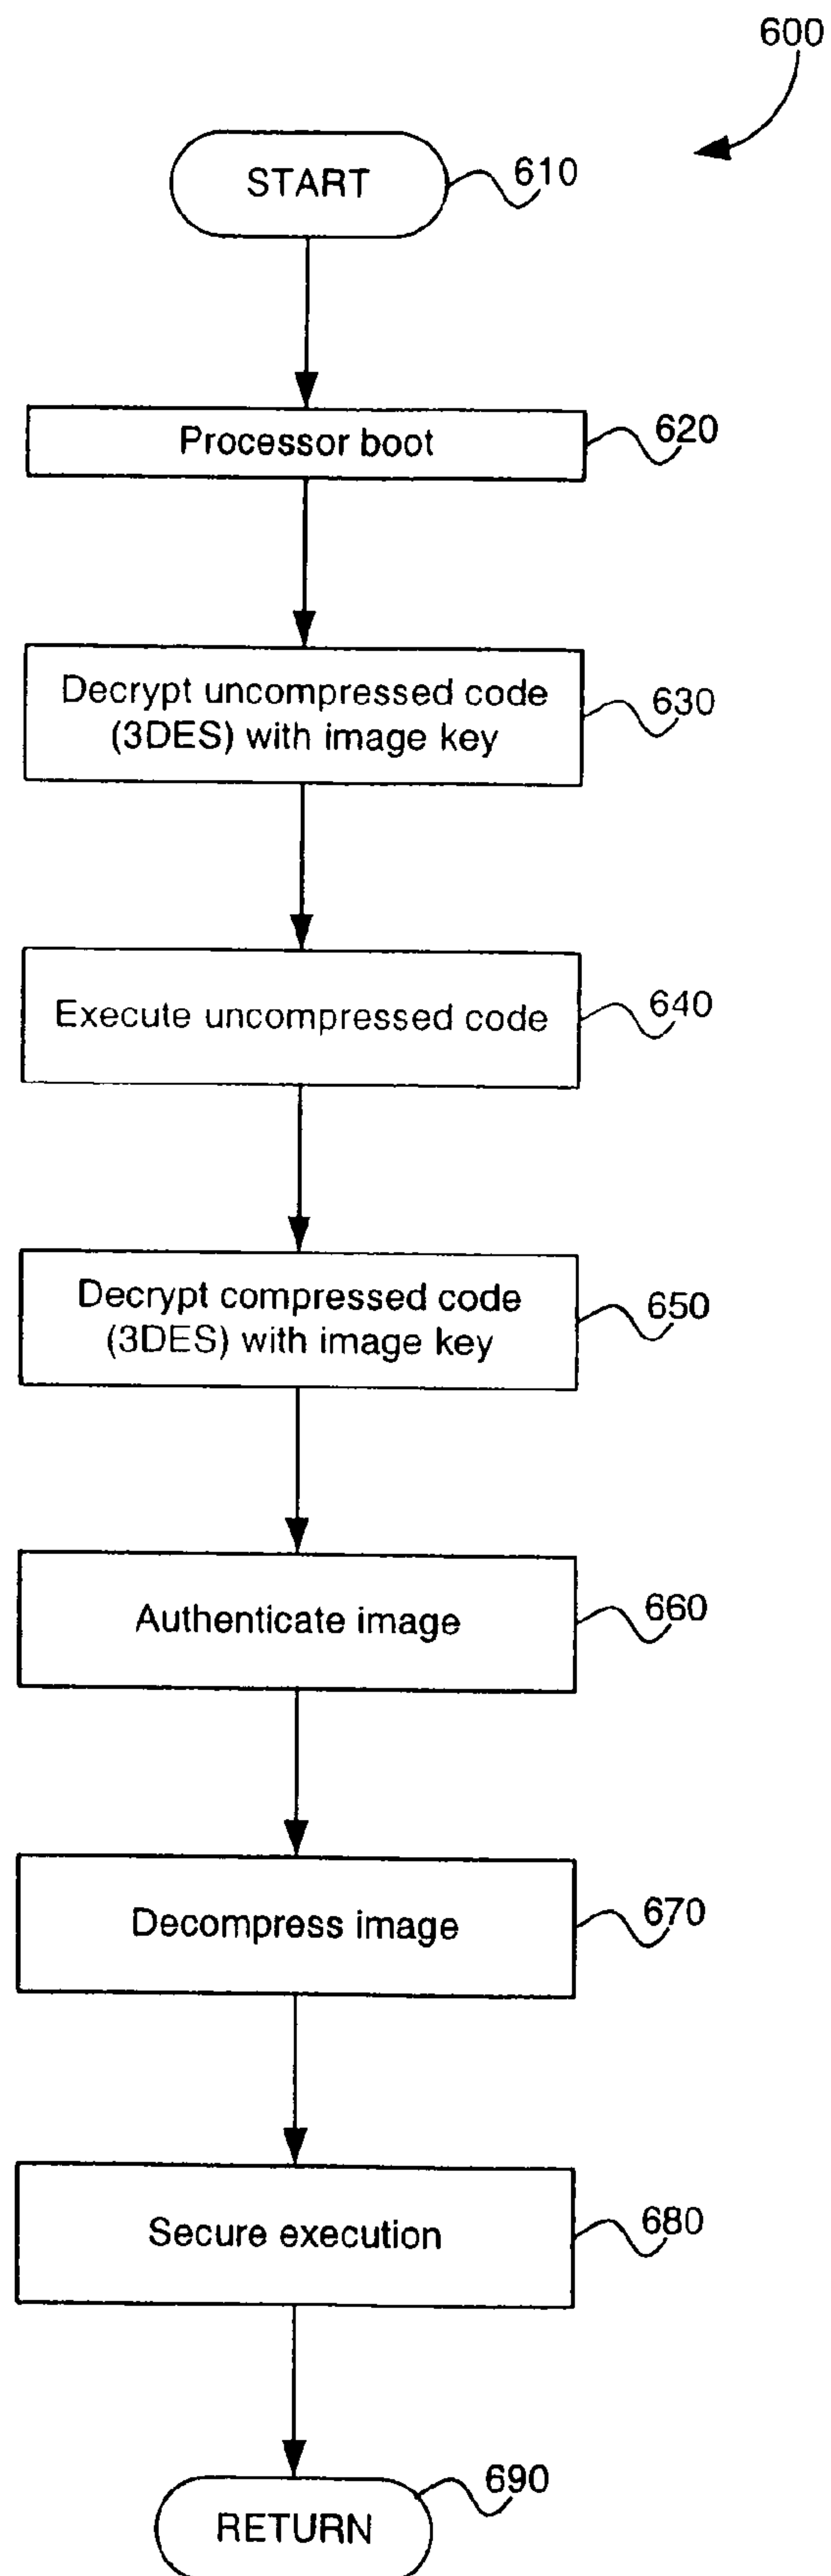 600
START 610
Processor boot 620
Decrypt uncompressed code
(3DES) with image key
630
Execute uncompressed code 640
Decrypt compressed code
(3DES) with image key
650
Authenticate image 660
Decompress image 670
Secure execution 680
690
RETURN